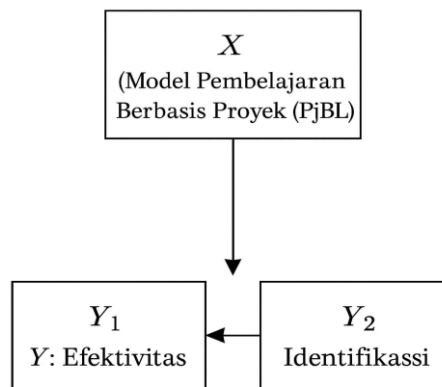 X
(Model Pembelajaran
Berbasis Proyek (PjBL)
Y₁
Y: Efektivitas
Y₂
Identifikassi